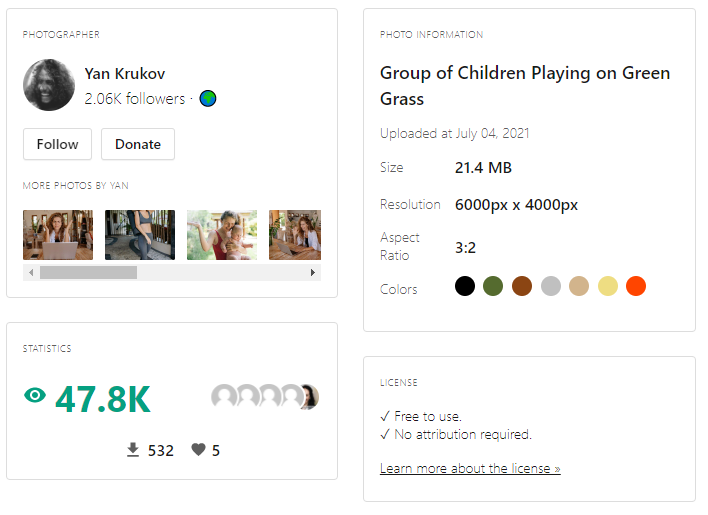 PHOTOGRAPHER
Yan Krukov
2.06K followers ·
Follow
Donate
MORE PHOTOS BY YAN
STATISTICS
47.8K
532
5
PHOTO INFORMATION
Group of Children Playing on Green
Grass
Uploaded at July 04, 2021
Size 21.4 MB
Resolution 6000px x 4000px
Aspect
Ratio
3:2
Colors
LICENSE
✓ Free to use.
✓ No attribution required.
Learn more about the license »